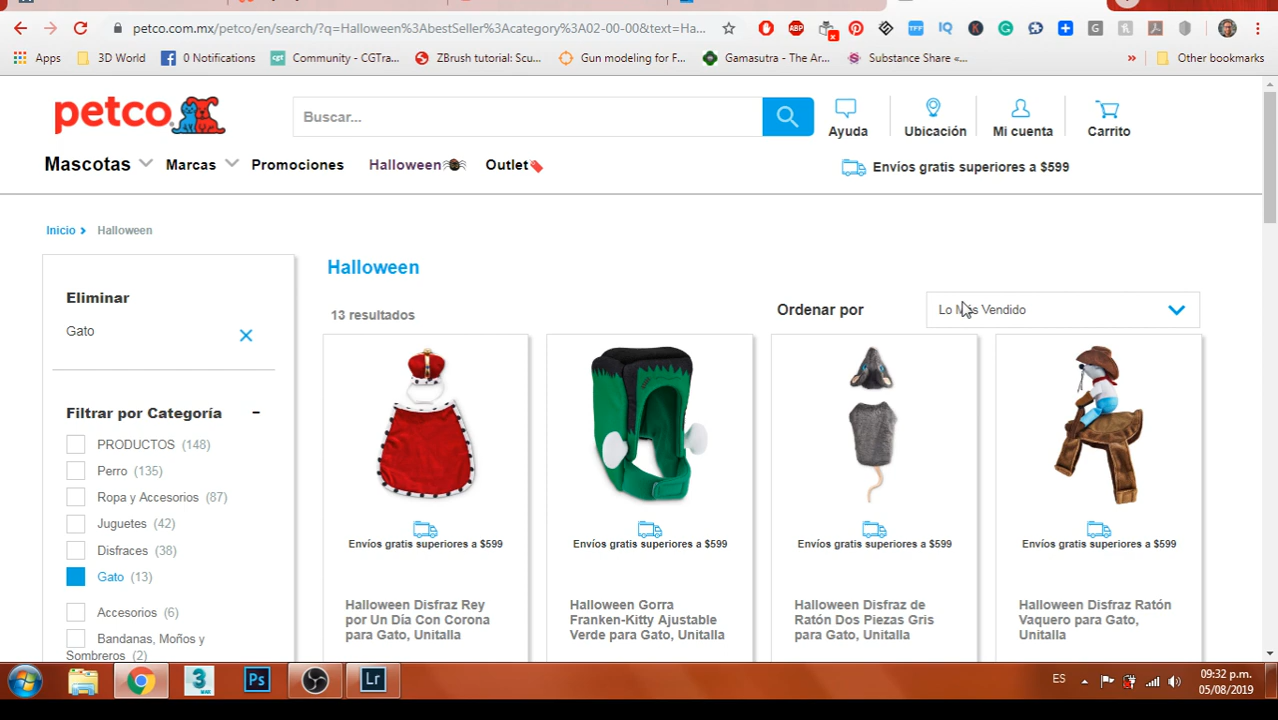 petco.com.mx/petco/en/search/?q=Halloween%3AbestSeller%3Acategory%3A02-00-00&text=Ha...
Apps
3D World
0 Notifications
Community - CGTra...
ZBrush tutorial: Scu...
Gun modeling for F...
Gamasutra - The Ar...
Substance Share «...
»
Other bookmarks
petco
Buscar...
Ayuda
Ubicación
Mi cuenta
Carrito
Mascotas
Marcas
Promociones
Halloween
Outlet
Envíos gratis superiores a $599
Inicio > Halloween
Eliminar
Gato
Filtrar por Categoría
PRODUCTOS (148)
Perro (135)
Ropa y Accesorios (87)
Juguetes (42)
Disfraces (38)
Gato (13)
Accesorios (6)
Bandanas, Moños y
Sombreros (2)
Halloween
13 resultados
Ordenar por
Lo Más Vendido
Envíos gratis superiores a $599
Envíos gratis superiores a $599
Envíos gratis superiores a $599
Envíos gratis superiores a $599
Halloween Disfraz Rey
por Un Día Con Corona
para Gato, Unitalla
Halloween Gorra
Franken-Kitty Ajustable
Verde para Gato, Unitalla
Halloween Disfraz de
Ratón Dos Piezas Gris
para Gato, Unitalla
Halloween Disfraz Ratón
Vaquero para Gato,
Unitalla
3
Ps
Lr
ES
09:32 p.m.
05/08/2019